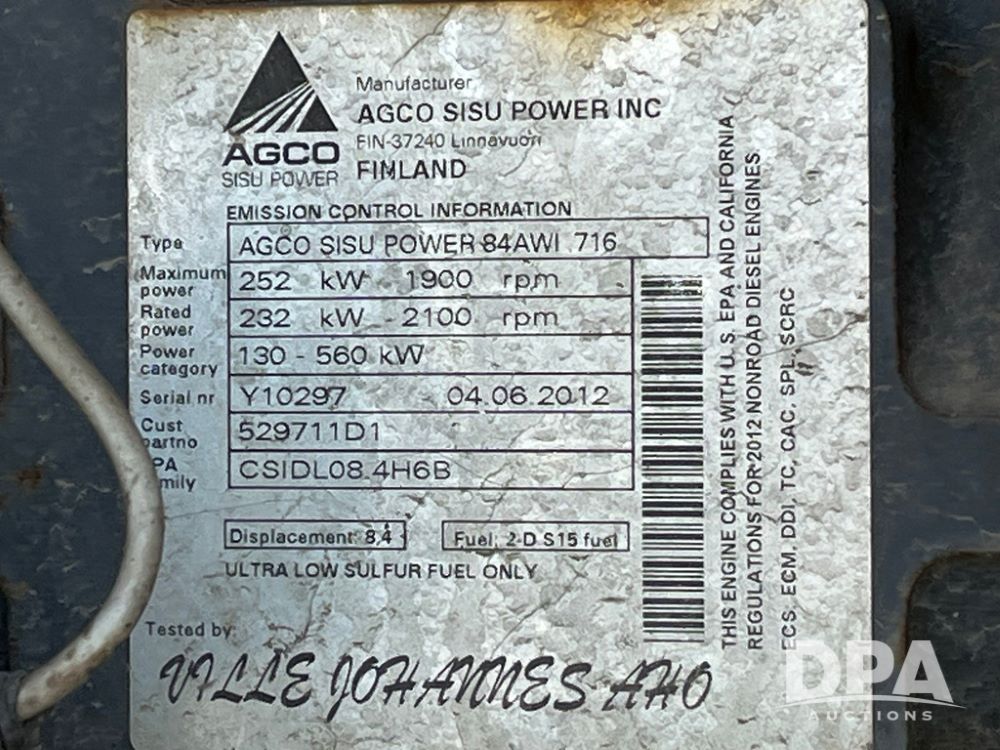 AGCO
SISU POWER
Manufacturer
AGCO SISU POWER INC
FIN-37240 Linnavuori
FINLAND
EMISSION CONTROL INFORMATION
Type AGCO SISU POWER 84AWI 716
Maximum power 252 kW - 1900 rpm
Rated power 232 kW - 2100 rpm
Power category 130 - 560 kW
Serial nr Y10297 04.06.2012
Cust partno 529711D1
PA mily CSIDL08.4H6B
Displacement: 8,4 Fuel: 2-D S15 fuel
ULTRA LOW SULFUR FUEL ONLY
Tested by:
VILLE JOHANNES AHO
THIS ENGINE COMPLIES WITH U.S. EPA AND CALIFORNIA
REGULATIONS FOR 2012 NONROAD DIESEL ENGINES
ECS. ECM, DDI, TC, CAC, SPL, SCRC
DPA
AUCTIONS